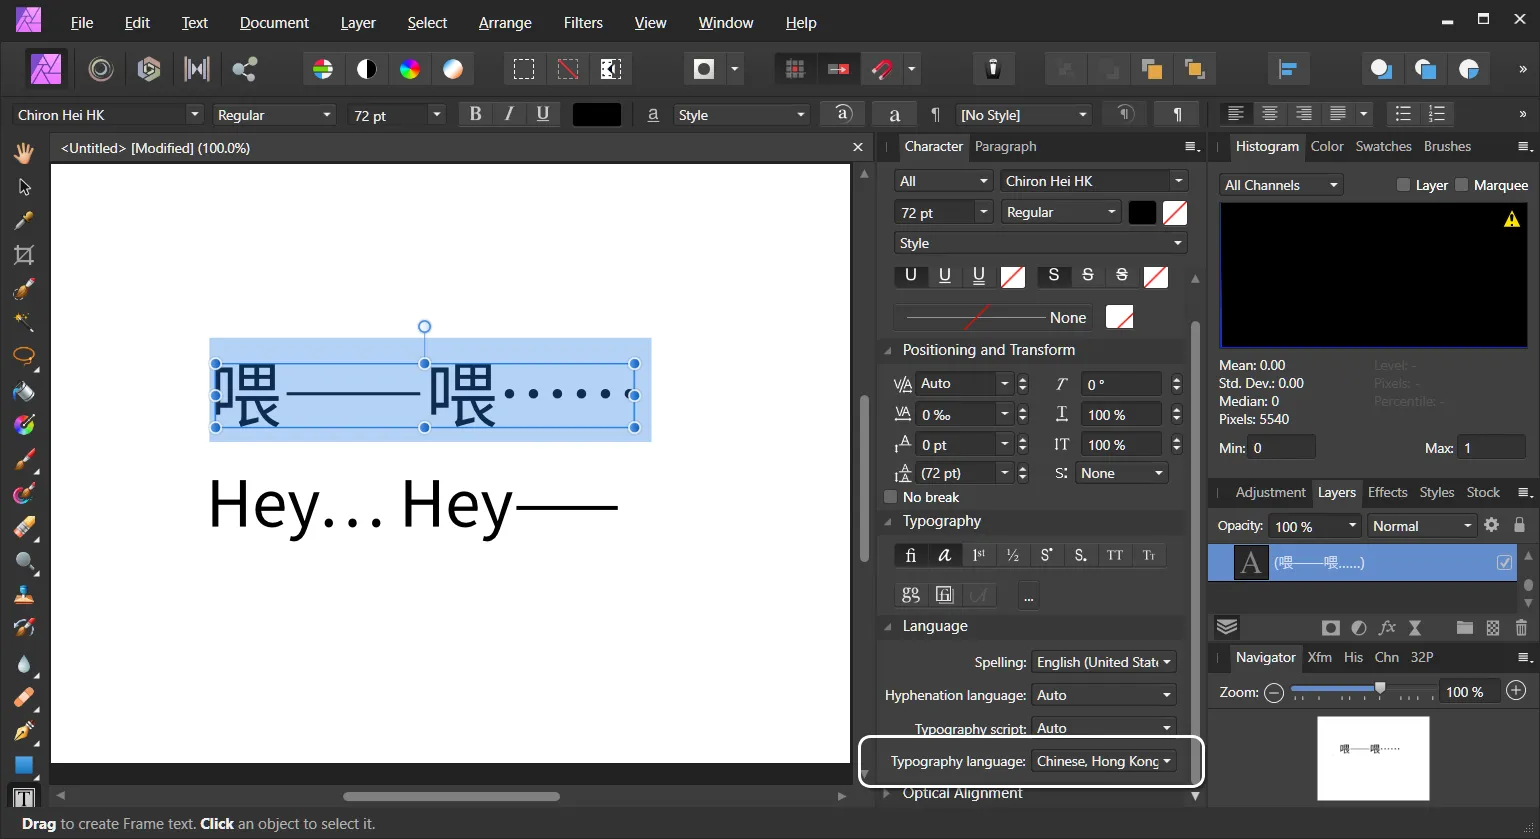 File Edit Text Document Layer Select Arrange Filters View Window Help
Chiron Hei HK Regular 72 pt B I U a Style a a ¶ [No Style] ¶ ¶
<Untitled> [Modified] (100.0%)
Character Paragraph
All Chiron Hei HK
72 pt Regular
Style
U U U S S S
None
Positioning and Transform
Auto 0 °
0 ‰ 100 %
0 pt 100 %
(72 pt) S: None
No break
Typography
fi a 1st ½ S S. TT TT
gg fi ...
Language
Spelling: English (United State
Hyphenation language: Auto
Typography script: Auto
Typography language: Chinese, Hong Kong
Optical Alignment
喂——喂……
Hey… Hey——
Histogram Color Swatches Brushes
All Channels Layer Marquee
Mean: 0.00 Level: -
Std. Dev.: 0.00 Pixels: -
Median: 0 Percentile: -
Pixels: 5540
Min: 0 Max: 1
Adjustment Layers Effects Styles Stock
Opacity: 100 % Normal
A (喂——喂......)
fx
Navigator Xfm His Chn 32P
Zoom: 100 %
喂——喂……
T
Drag to create Frame text. Click an object to select it.